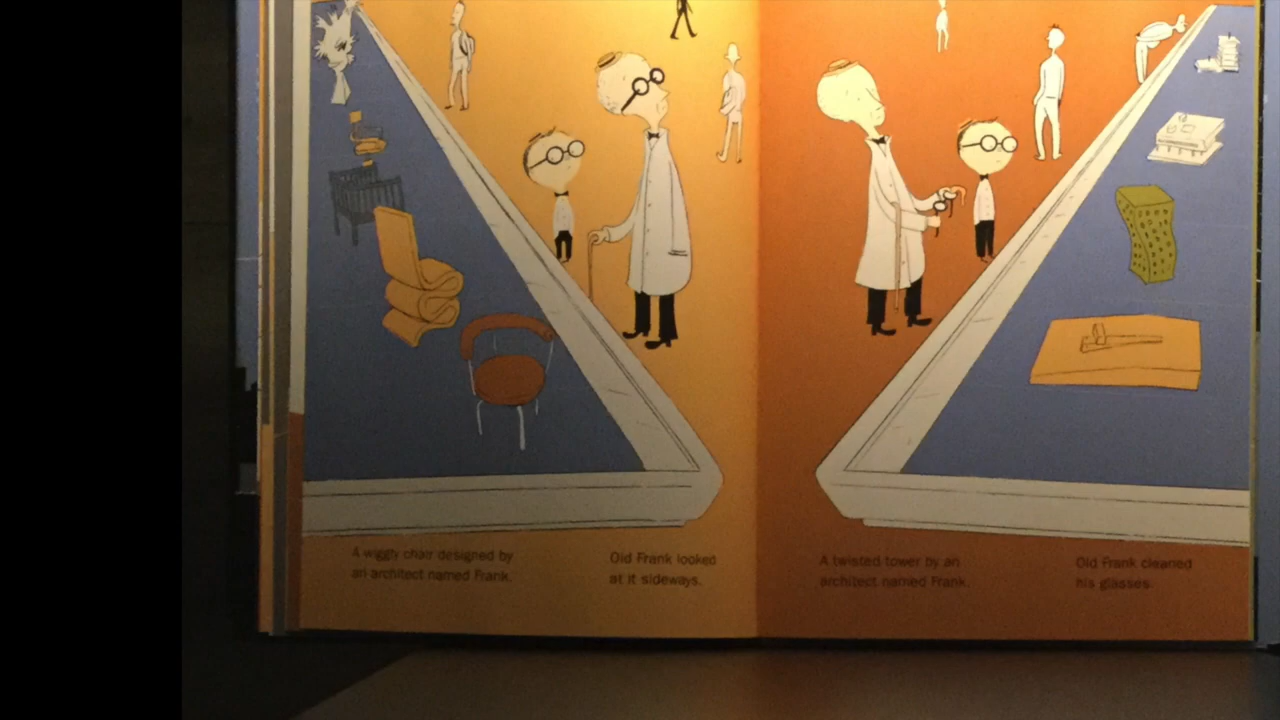 A wiggly chair designed by
an architect named Frank.
Old Frank looked
at it sideways.
A twisted tower by an
architect named Frank.
Old Frank cleaned
his glasses.